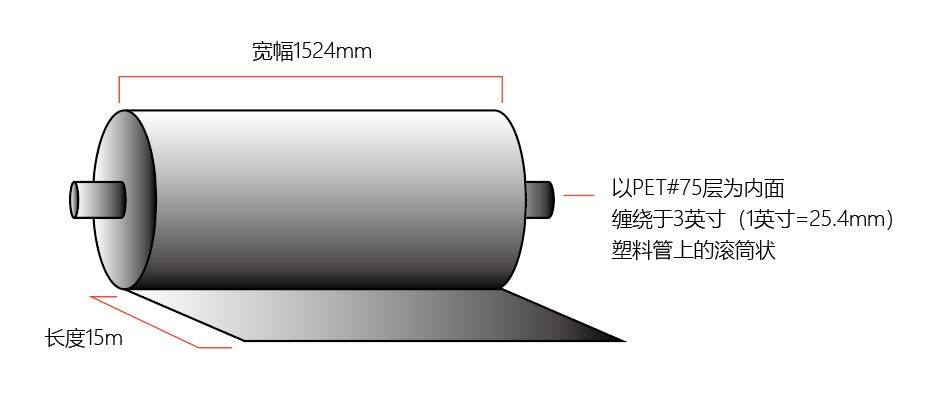 宽幅1524mm
以PET#75层为内面
缠绕于3英寸（1英寸=25.4mm）
塑料管上的滚筒状
长度15m